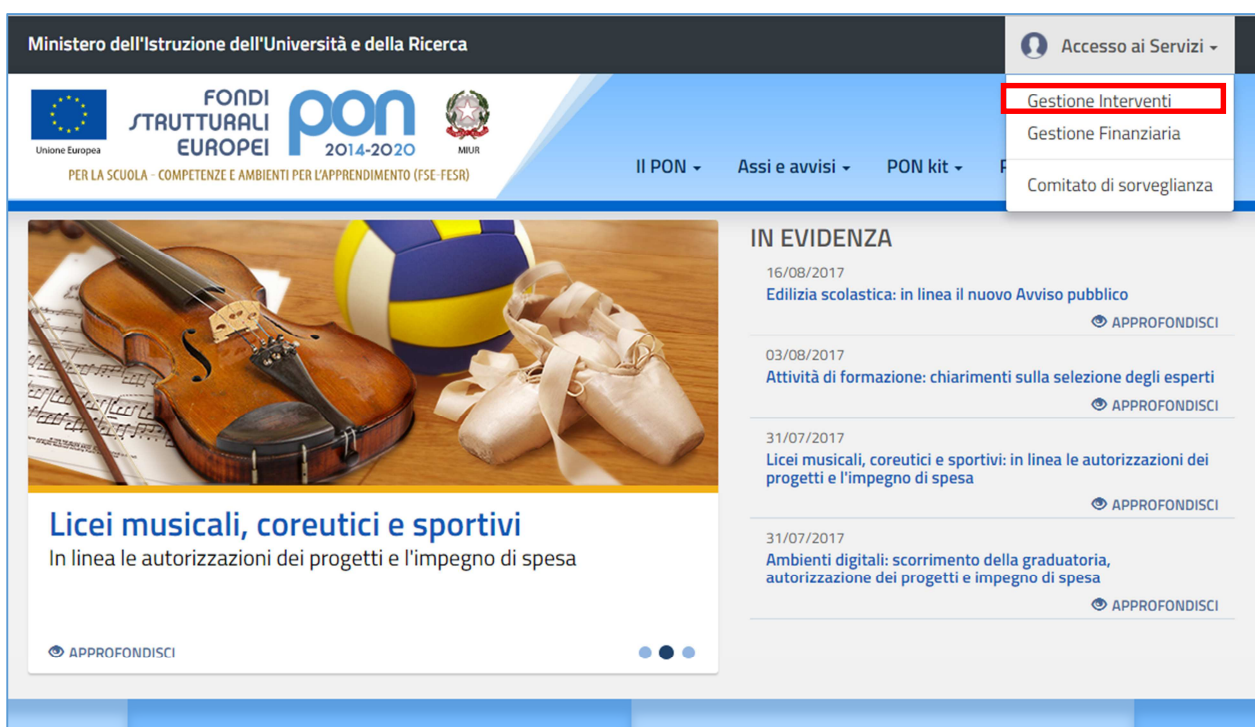 Ministero dell'Istruzione dell'Università e della Ricerca
Accesso ai Servizi
Gestione Interventi
Gestione Finanziaria
Comitato di sorveglianza
Unione Europea
FONDI
STRUTTURALI
EUROPEI
pon
2014-2020
MIUR
PER LA SCUOLA - COMPETENZE E AMBIENTI PER L'APPRENDIMENTO (FSE-FESR)
Il PON
Assi e avvisi
PON kit
IN EVIDENZA
16/08/2017
Edilizia scolastica: in linea il nuovo Avviso pubblico
APPROFONDISCI
03/08/2017
Attività di formazione: chiarimenti sulla selezione degli esperti
APPROFONDISCI
31/07/2017
Licei musicali, coreutici e sportivi: in linea le autorizzazioni dei
progetti e l'impegno di spesa
APPROFONDISCI
31/07/2017
Ambienti digitali: scorrimento della graduatoria,
autorizzazione dei progetti e impegno di spesa
APPROFONDISCI
Licei musicali, coreutici e sportivi
In linea le autorizzazioni dei progetti e l'impegno di spesa
APPROFONDISCI